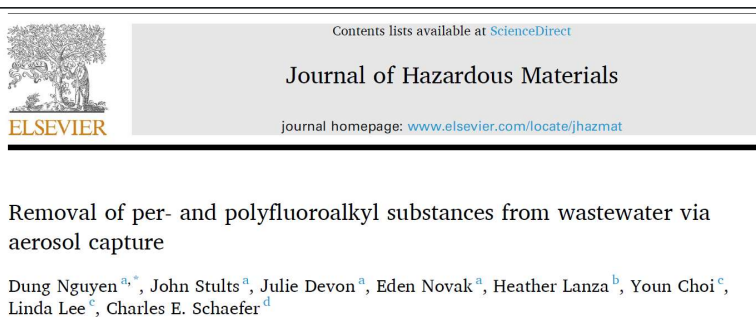 Contents lists available at ScienceDirect
Journal of Hazardous Materials
ELSEVIER
journal homepage: www.elsevier.com/locate/jhazmat
Removal of per- and polyfluoroalkyl substances from wastewater via
aerosol capture
Dung Nguyen a,*, John Stults a, Julie Devon a, Eden Novak a, Heather Lanza b, Youn Choi c,
Linda Lee c, Charles E. Schaefer d